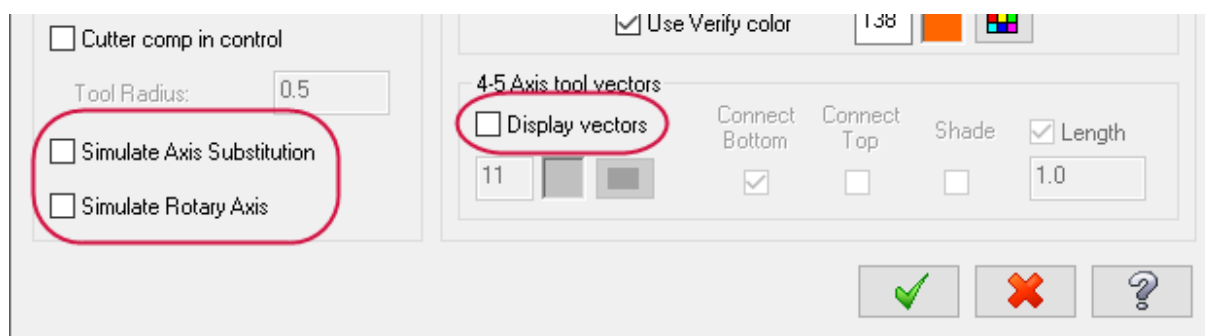 Use Verify color
138
Cutter comp in control
Tool Radius: 0.5
4-5 Axis tool vectors
Simulate Axis Substitution
Simulate Rotary Axis
Display vectors
Connect Bottom
Connect Top
Shade
Length
11
1.0